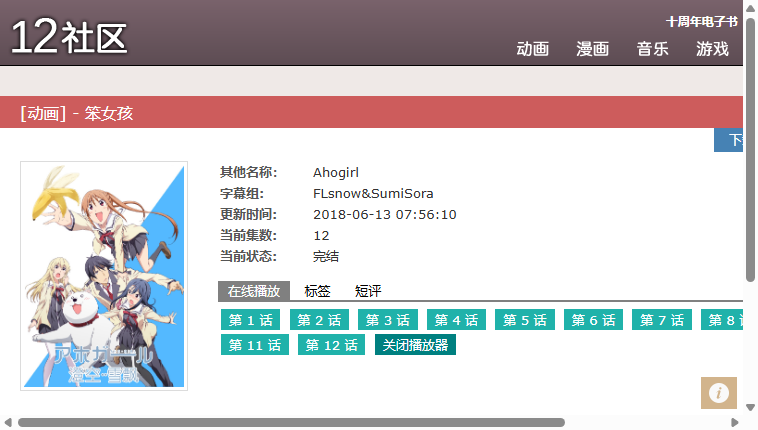 十周年电子书
12社区
动画 漫画 音乐 游戏
[动画] - 笨女孩
其他名称: Ahogirl
字幕组: FLsnow&SumiSora
更新时间: 2018-06-13 07:56:10
当前集数: 12
当前状态: 完结
アホガール
澄空·雪飘
在线播放 标签 短评
第 1 话 第 2 话 第 3 话 第 4 话 第 5 话 第 6 话 第 7 话 第 8
第 11 话 第 12 话 关闭播放器